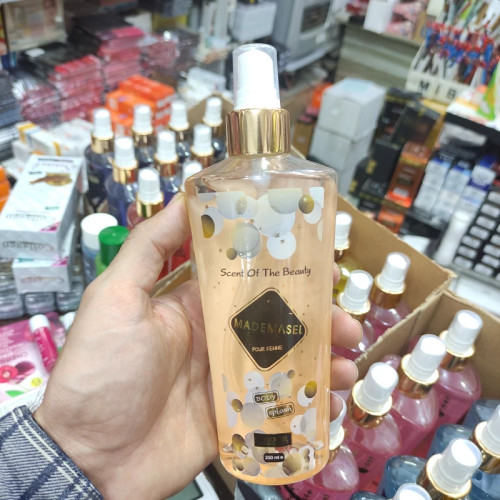 Scent Of The Beauty
MADEMASEL
POUR FEMME
BODY
splash
250 ml e